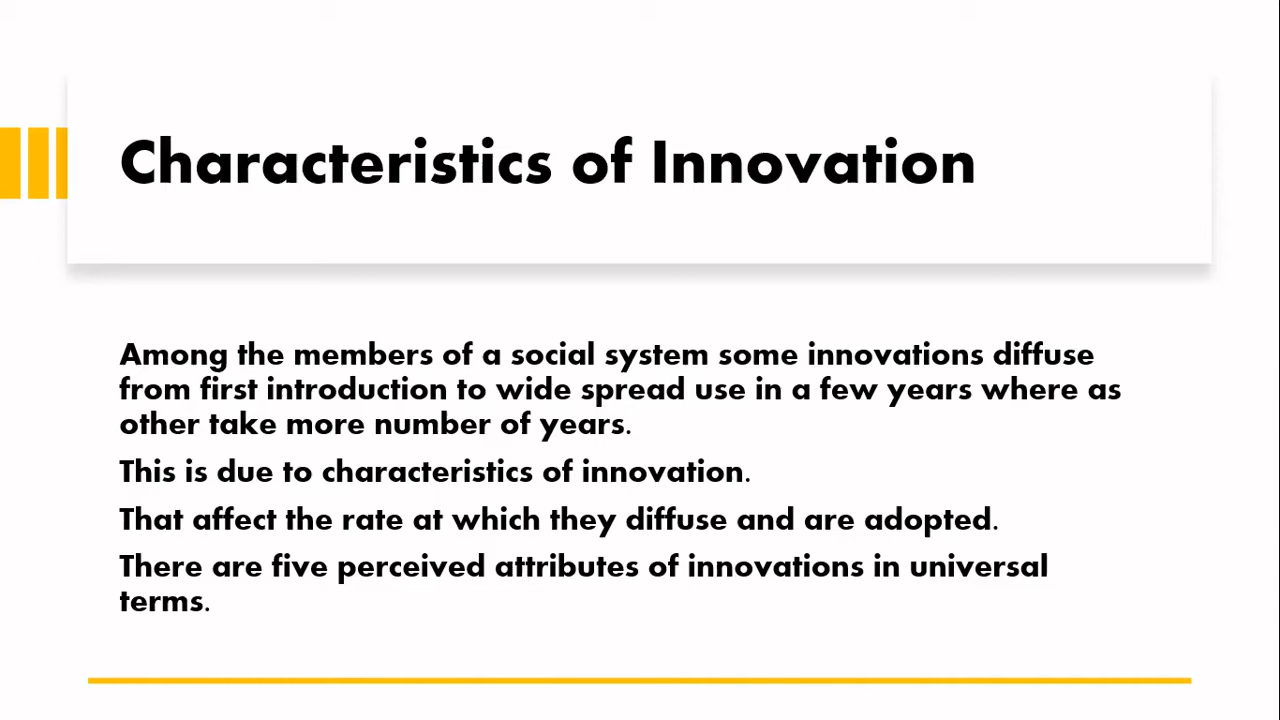 Characteristics of Innovation
Among the members of a social system some innovations diffuse
from first introduction to wide spread use in a few years where as
other take more number of years.
This is due to characteristics of innovation.
That affect the rate at which they diffuse and are adopted.
There are five perceived attributes of innovations in universal
terms.